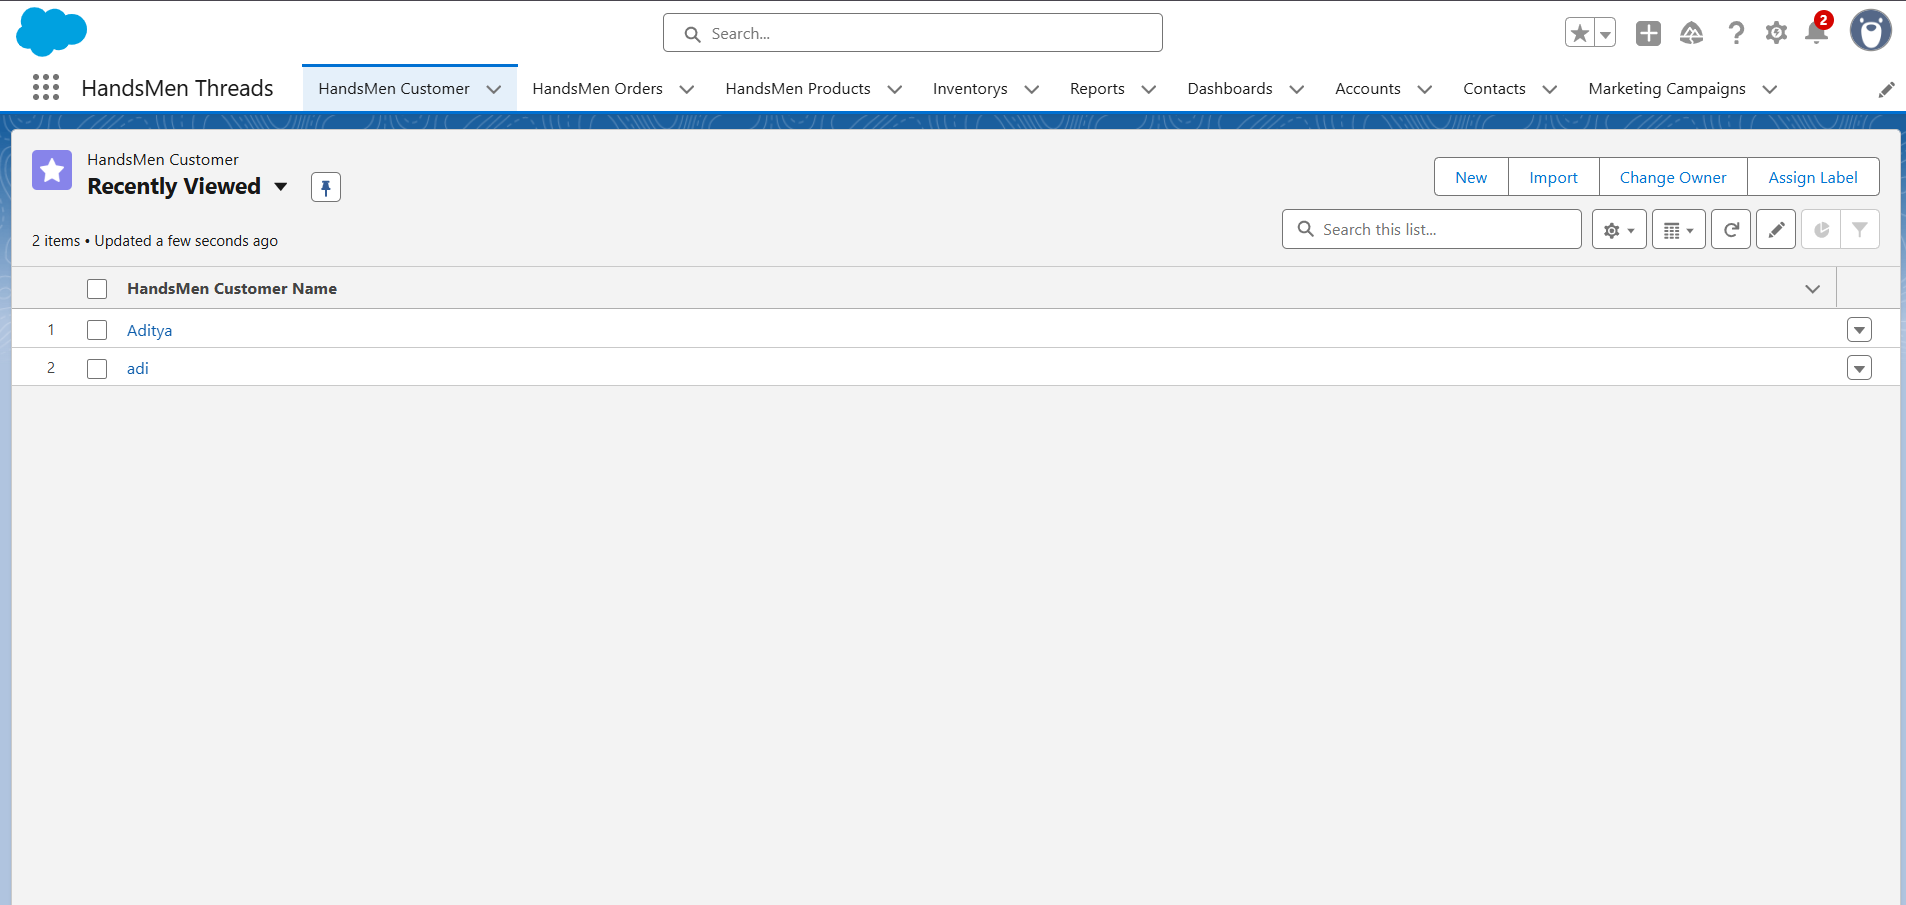 Search...
2
HandsMen Threads
HandsMen Customer
HandsMen Orders
HandsMen Products
Inventorys
Reports
Dashboards
Accounts
Contacts
Marketing Campaigns
HandsMen Customer
Recently Viewed
New
Import
Change Owner
Assign Label
2 items • Updated a few seconds ago
Search this list...
HandsMen Customer Name
1 Aditya
2 adi